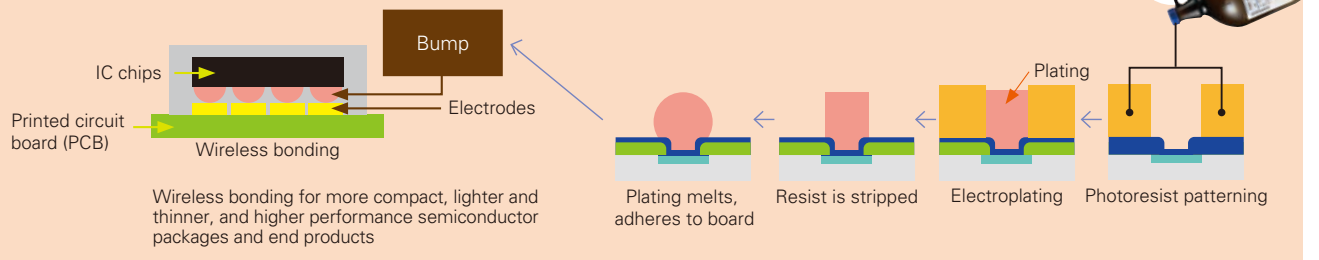 Bump
IC chips
Electrodes
Printed circuit
board (PCB)
Wireless bonding
Wireless bonding for more compact, lighter and
thinner, and higher performance semiconductor
packages and end products
Plating melts,
adheres to board
Resist is stripped
Plating
Electroplating
Photoresist patterning